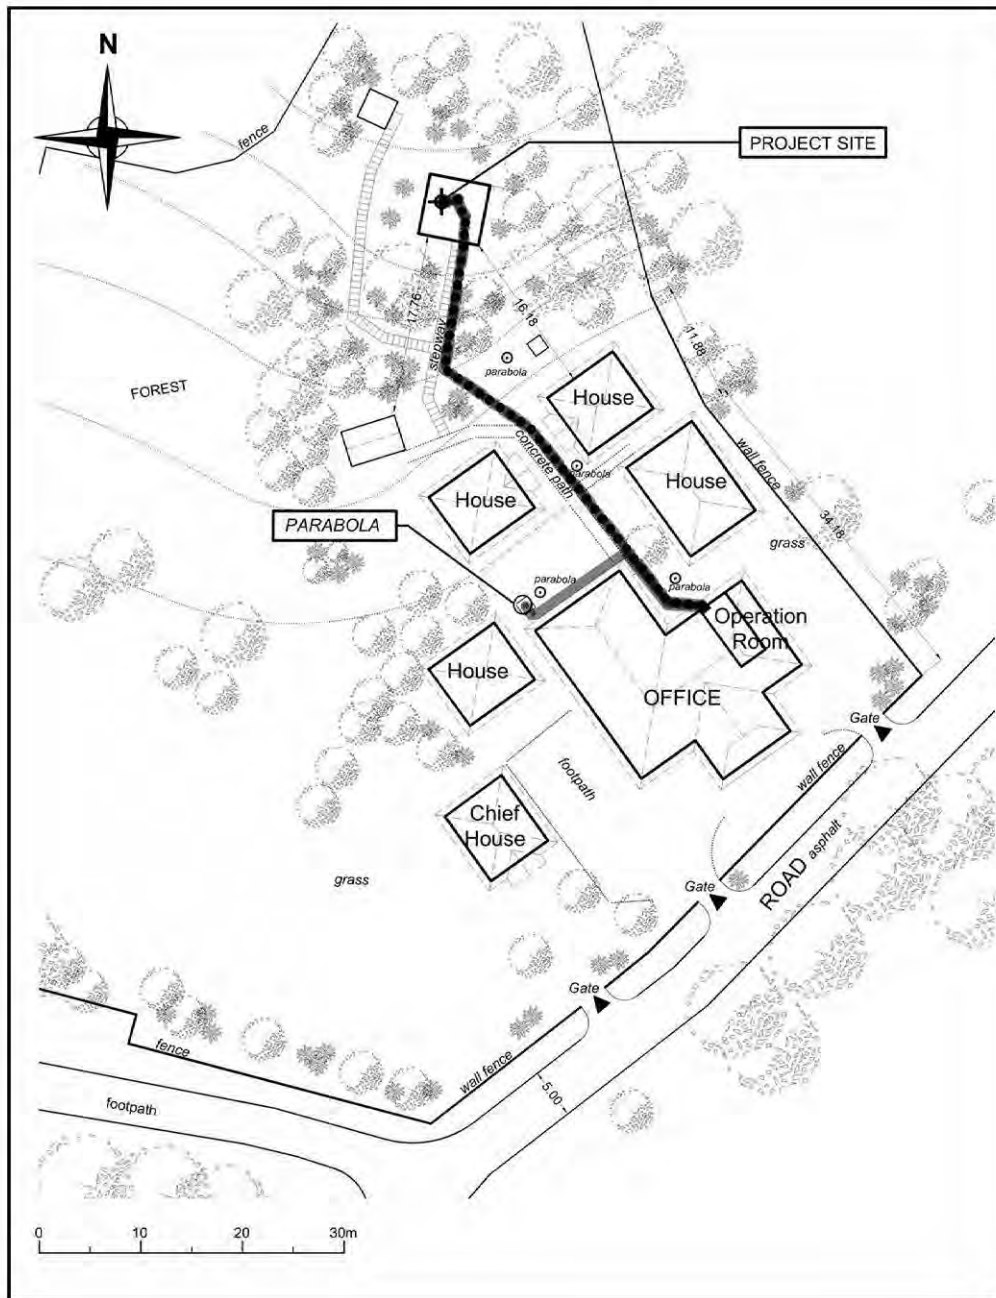 N
fence
PROJECT SITE
17.76
16.18
11.88
stepway
parabola
FOREST
House
concrete path
wall fence
parabola
House
House
PARABOLA
34.18
grass
parabola
parabola
Operation
Room
House
OFFICE
Gate
footpath
wall fence
Chief
House
ROAD asphalt
grass
Gate
Gate
fence
wall fence
5.00
footpath
0 10 20 30m